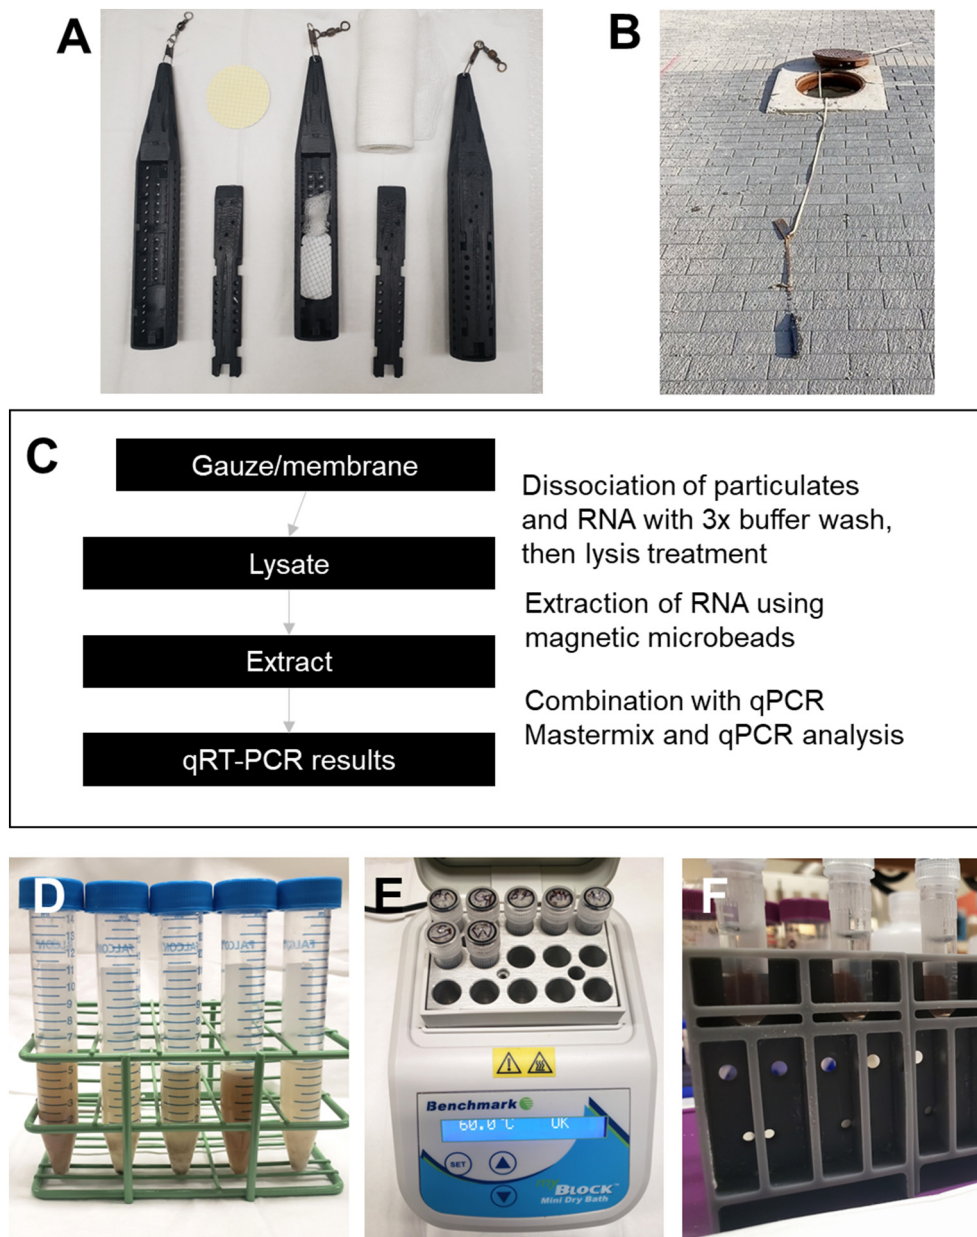 A
B
C
Gauze/membrane
Lysate
Extract
qRT-PCR results
Dissociation of particulates
and RNA with 3x buffer wash,
then lysis treatment
Extraction of RNA using
magnetic microbeads
Combination with qPCR
Mastermix and qPCR analysis
D
E
F
FALCON
Benchmark
60.0°C
SET
myBLOCK™
Mini Dry Bath